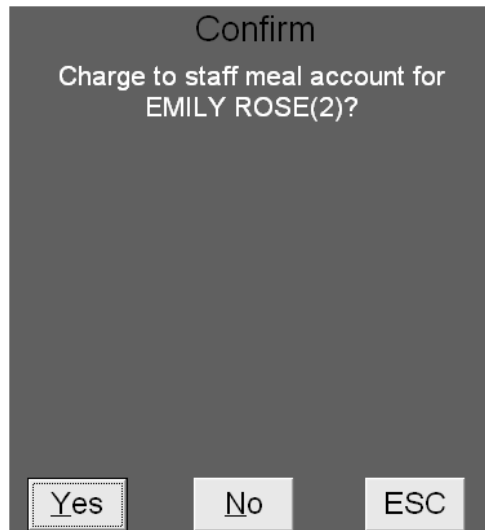 Confirm
Charge to staff meal account for
EMILY ROSE(2)?
Yes No ESC